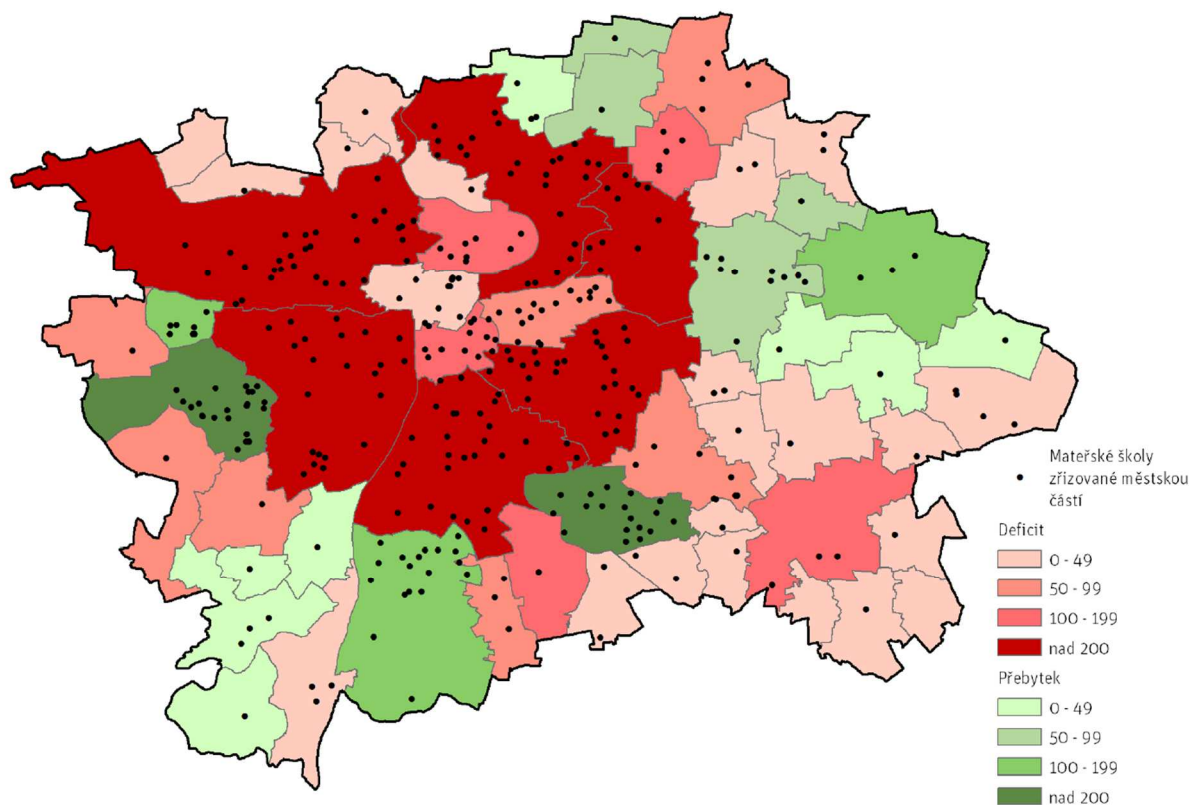 Mateřské školy
zřizované městskou
částí
Deficit
0 - 49
50 - 99
100 - 199
nad 200
Přebytek
0 - 49
50 - 99
100 - 199
nad 200